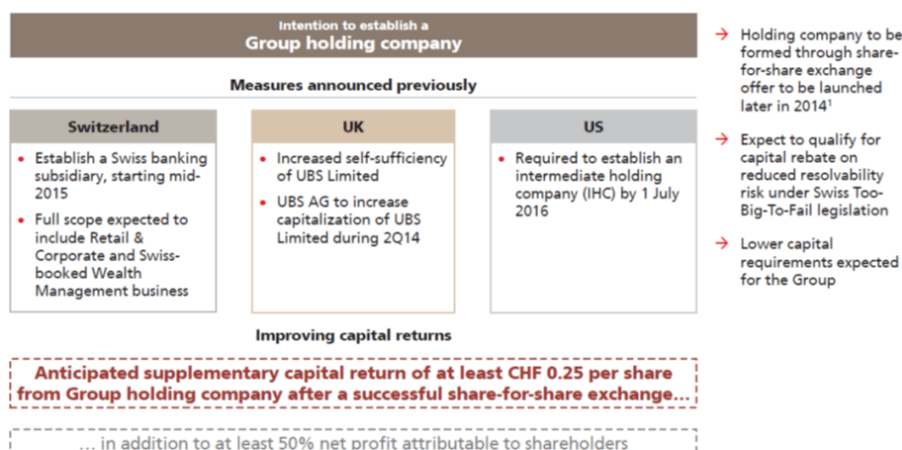 Intention to establish a
Group holding company
Measures announced previously
Switzerland
• Establish a Swiss banking
subsidiary, starting mid-
2015
• Full scope expected to
include Retail &
Corporate and Swiss-
booked Wealth
Management business
UK
• Increased self-sufficiency
of UBS Limited
• UBS AG to increase
capitalization of UBS
Limited during 2Q14
US
• Required to establish an
intermediate holding
company (IHC) by 1 July
2016
Improving capital returns
Anticipated supplementary capital return of at least CHF 0.25 per share
from Group holding company after a successful share-for-share exchange...
... in addition to at least 50% net profit attributable to shareholders
→ Holding company to be
formed through share-
for-share exchange
offer to be launched
later in 2014¹
→ Expect to qualify for
capital rebate on
reduced resolvability
risk under Swiss Too-
Big-To-Fail legislation
→ Lower capital
requirements expected
for the Group